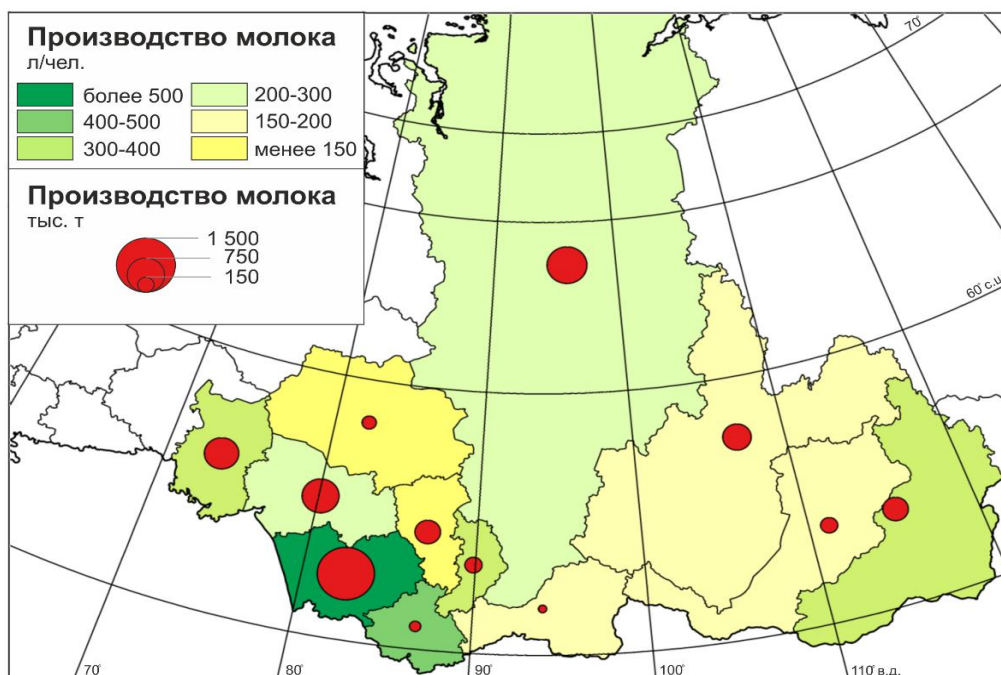 Производство молока
л/чел.
более 500
200-300
400-500
150-200
300-400
менее 150
Производство молока
тыс. т
1 500
750
150
70°
60° с.ш.
70°
80°
90°
100°
110° в.д.